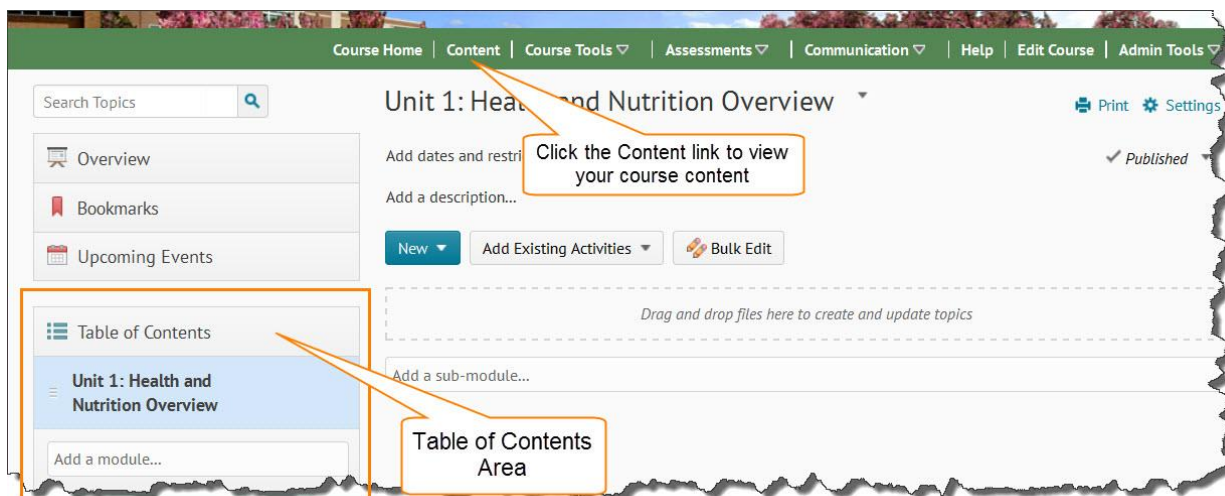 Course Home | Content | Course Tools | Assessments | Communication | Help | Edit Course | Admin Tools
Search Topics
Overview
Bookmarks
Upcoming Events
Table of Contents
Unit 1: Health and
Nutrition Overview
Add a module...
Unit 1: Hea and Nutrition Overview
Print Settings
Add dates and restri
Published
Add a description...
New Add Existing Activities Bulk Edit
Drag and drop files here to create and update topics
Add a sub-module...
Click the Content link to view
your course content
Table of Contents
Area